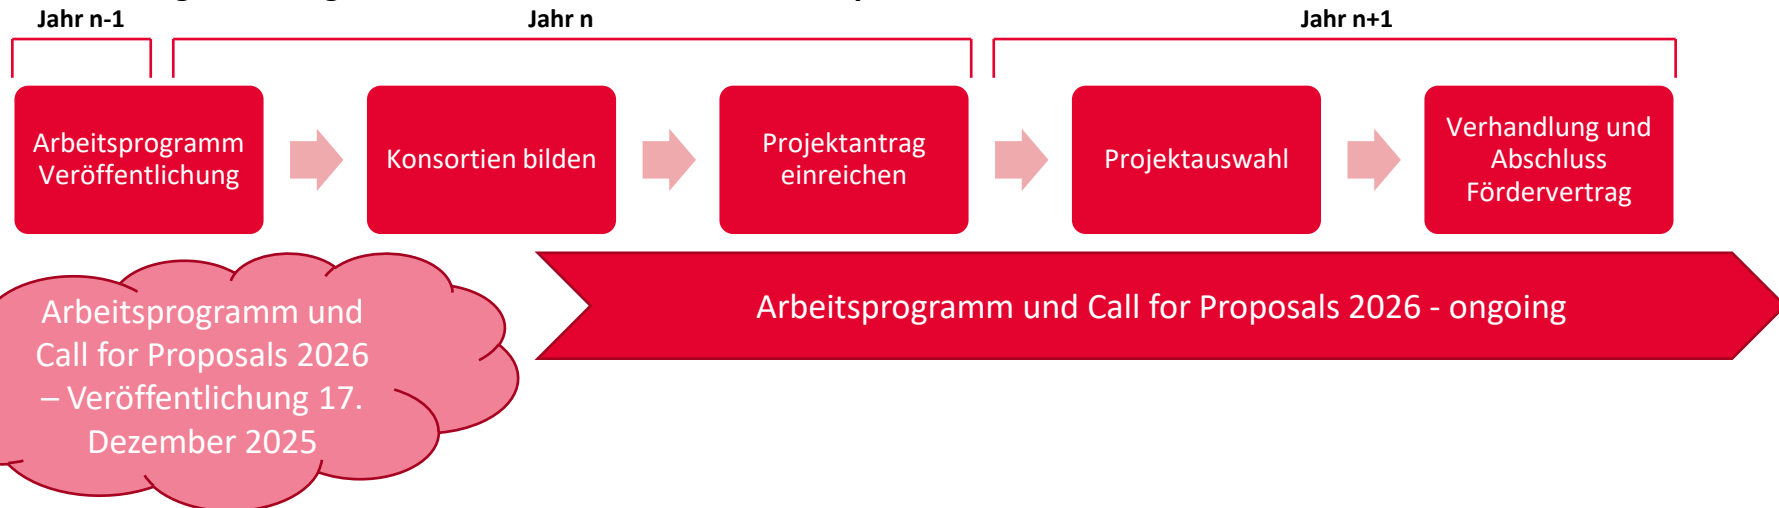 Jahr n-1
Jahr n
Jahr n+1
Arbeitsprogramm
Veröffentlichung
Konsortien bilden
Projektantrag
einreichen
Projektauswahl
Verhandlung und
Abschluss
Fördervertrag
Arbeitsprogramm und
Call for Proposals 2026
– Veröffentlichung 17.
Dezember 2025
Arbeitsprogramm und Call for Proposals 2026 - ongoing